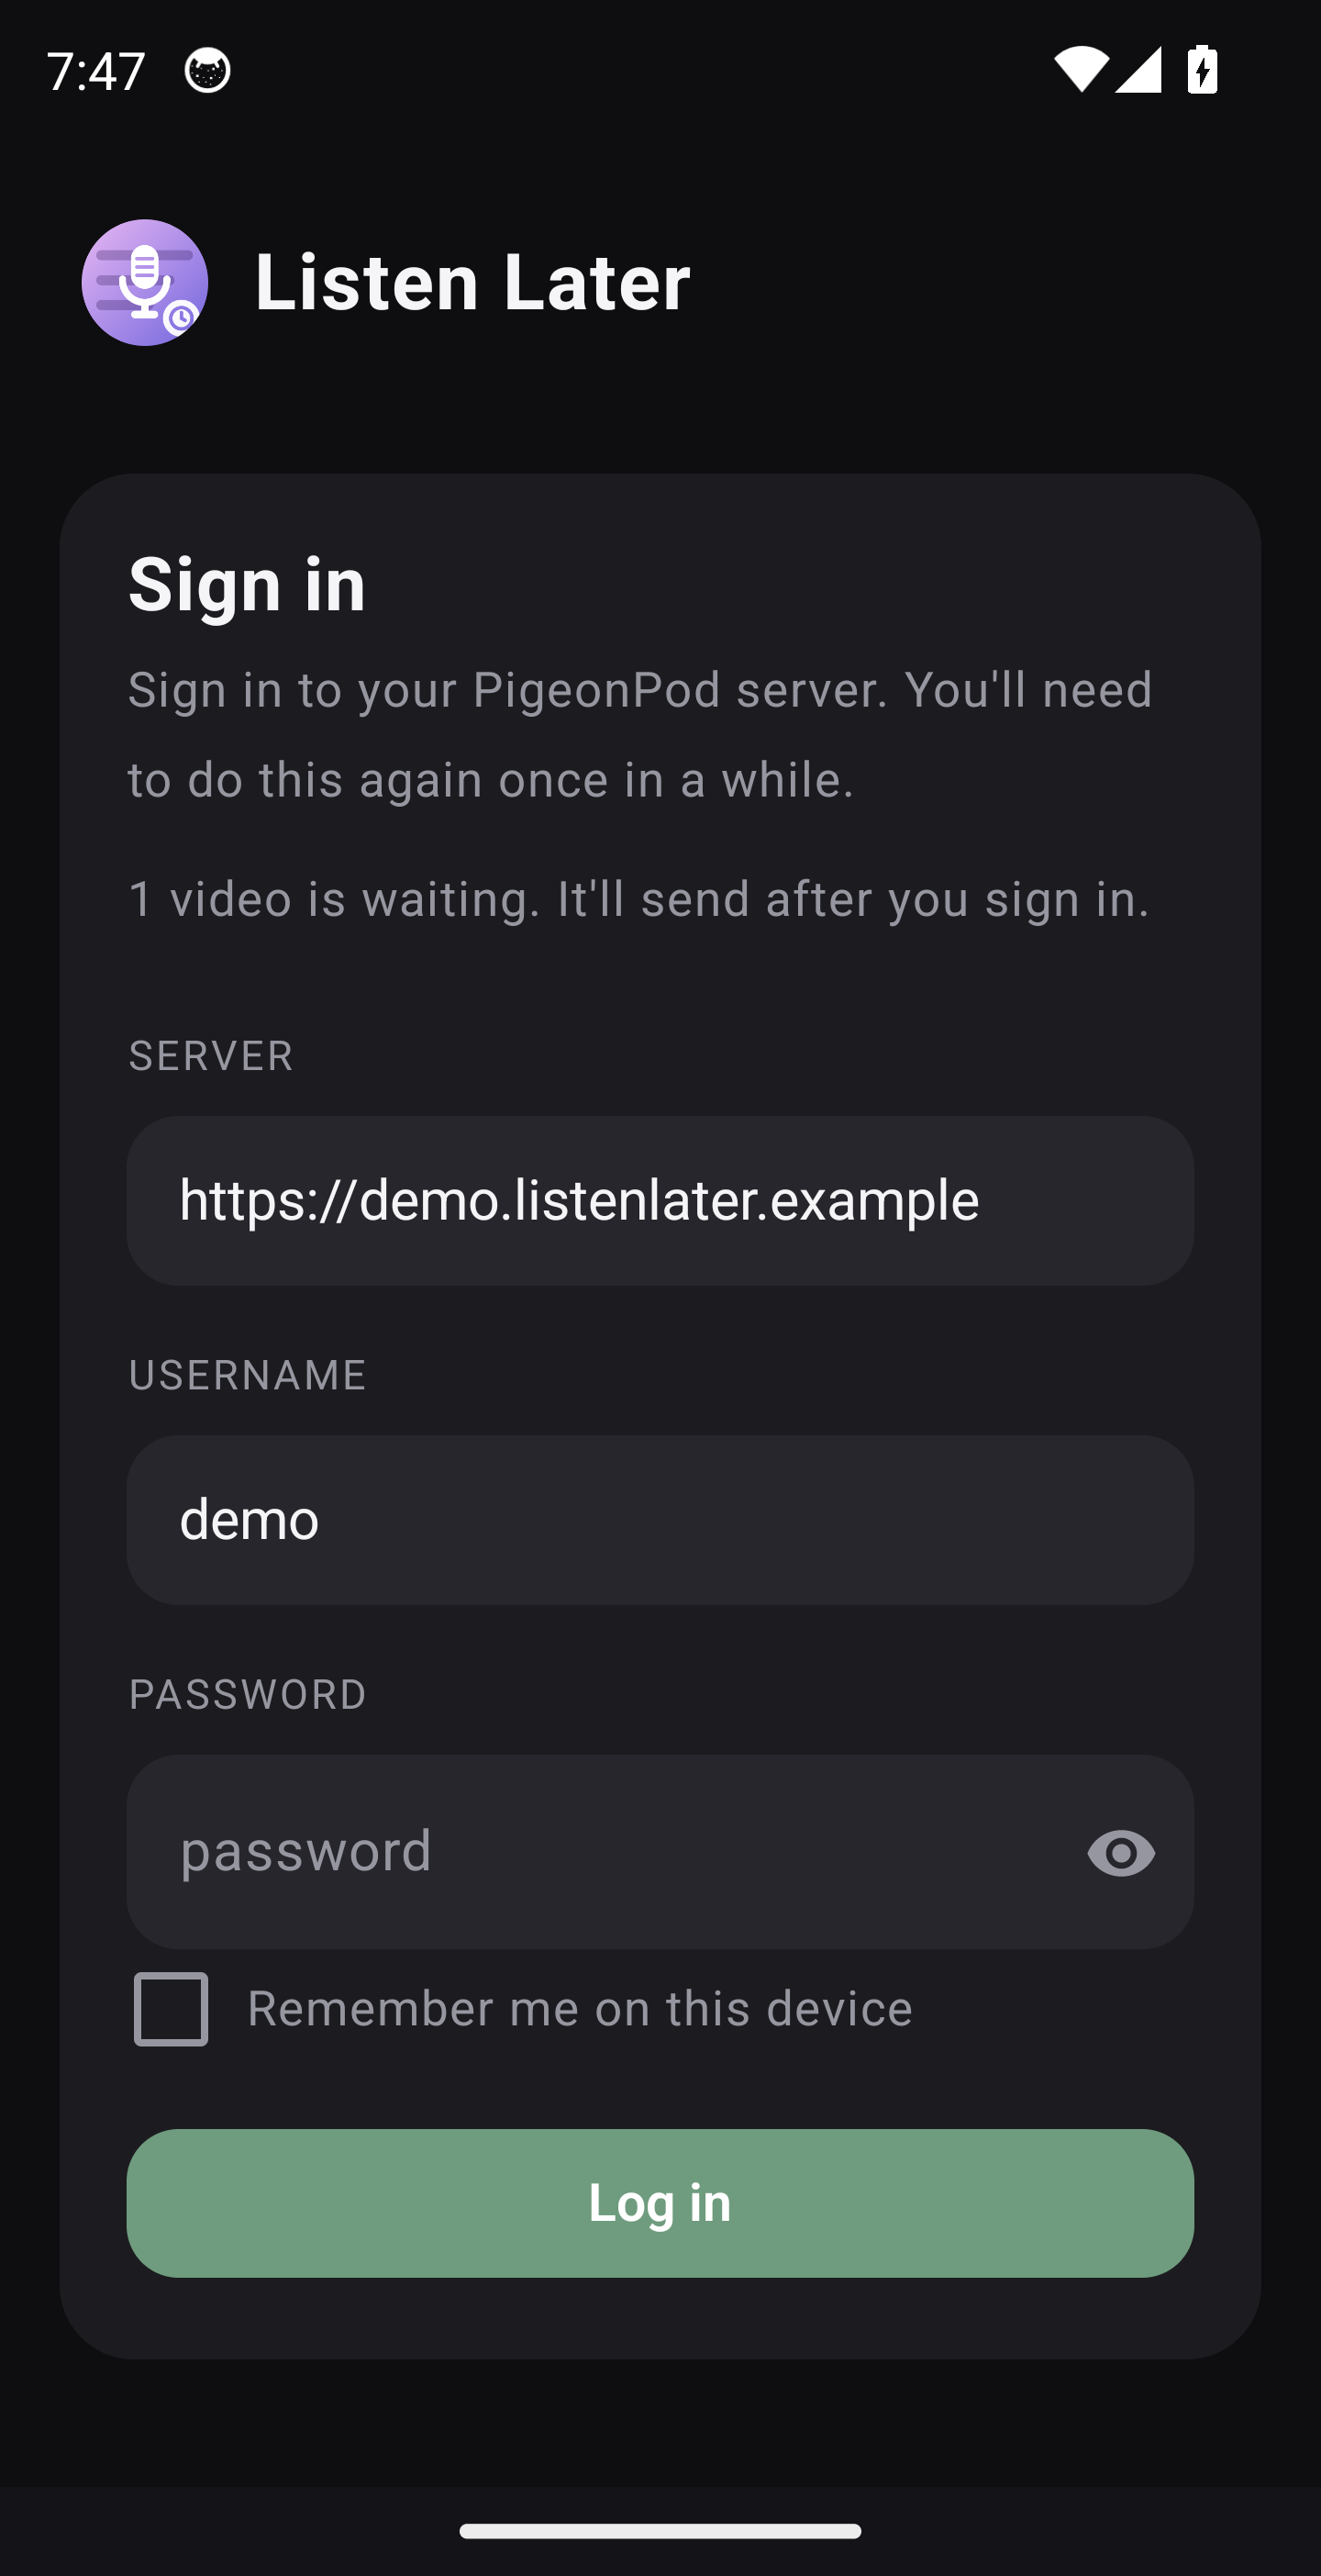 7:47
Listen Later
Sign in
Sign in to your PigeonPod server. You'll need
to do this again once in a while.
1 video is waiting. It'll send after you sign in.
SERVER
https://demo.listenlater.example
USERNAME
demo
PASSWORD
password
Remember me on this device
Log in